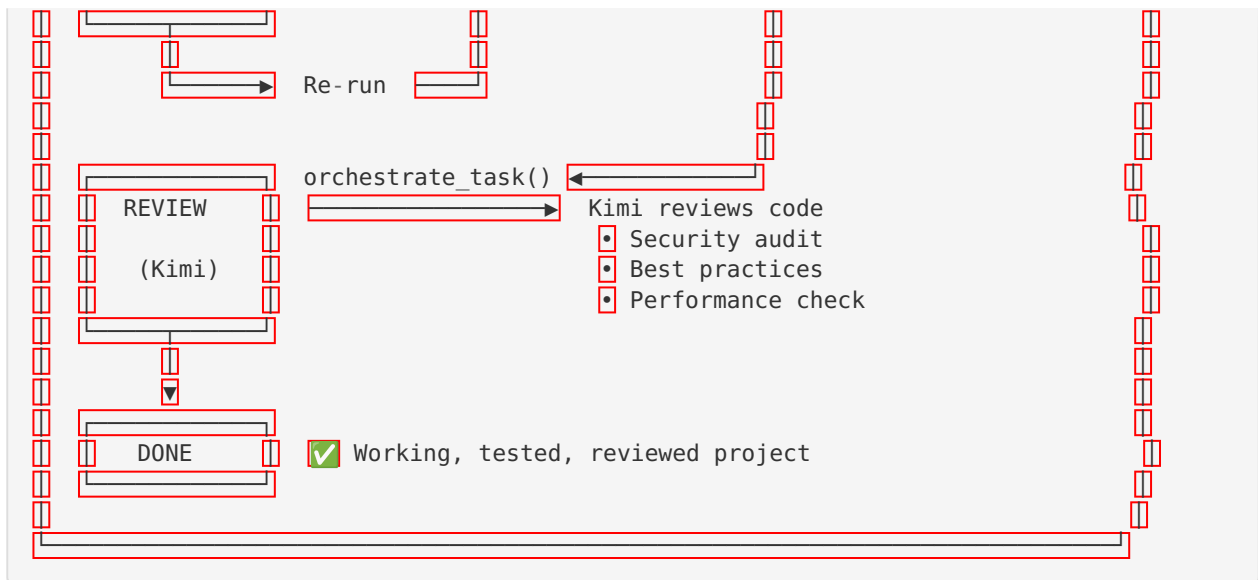 Re-run
orchestrate_task()
REVIEW Kimi reviews code
• Security audit
(Kimi) • Best practices
• Performance check
DONE ✅ Working, tested, reviewed project